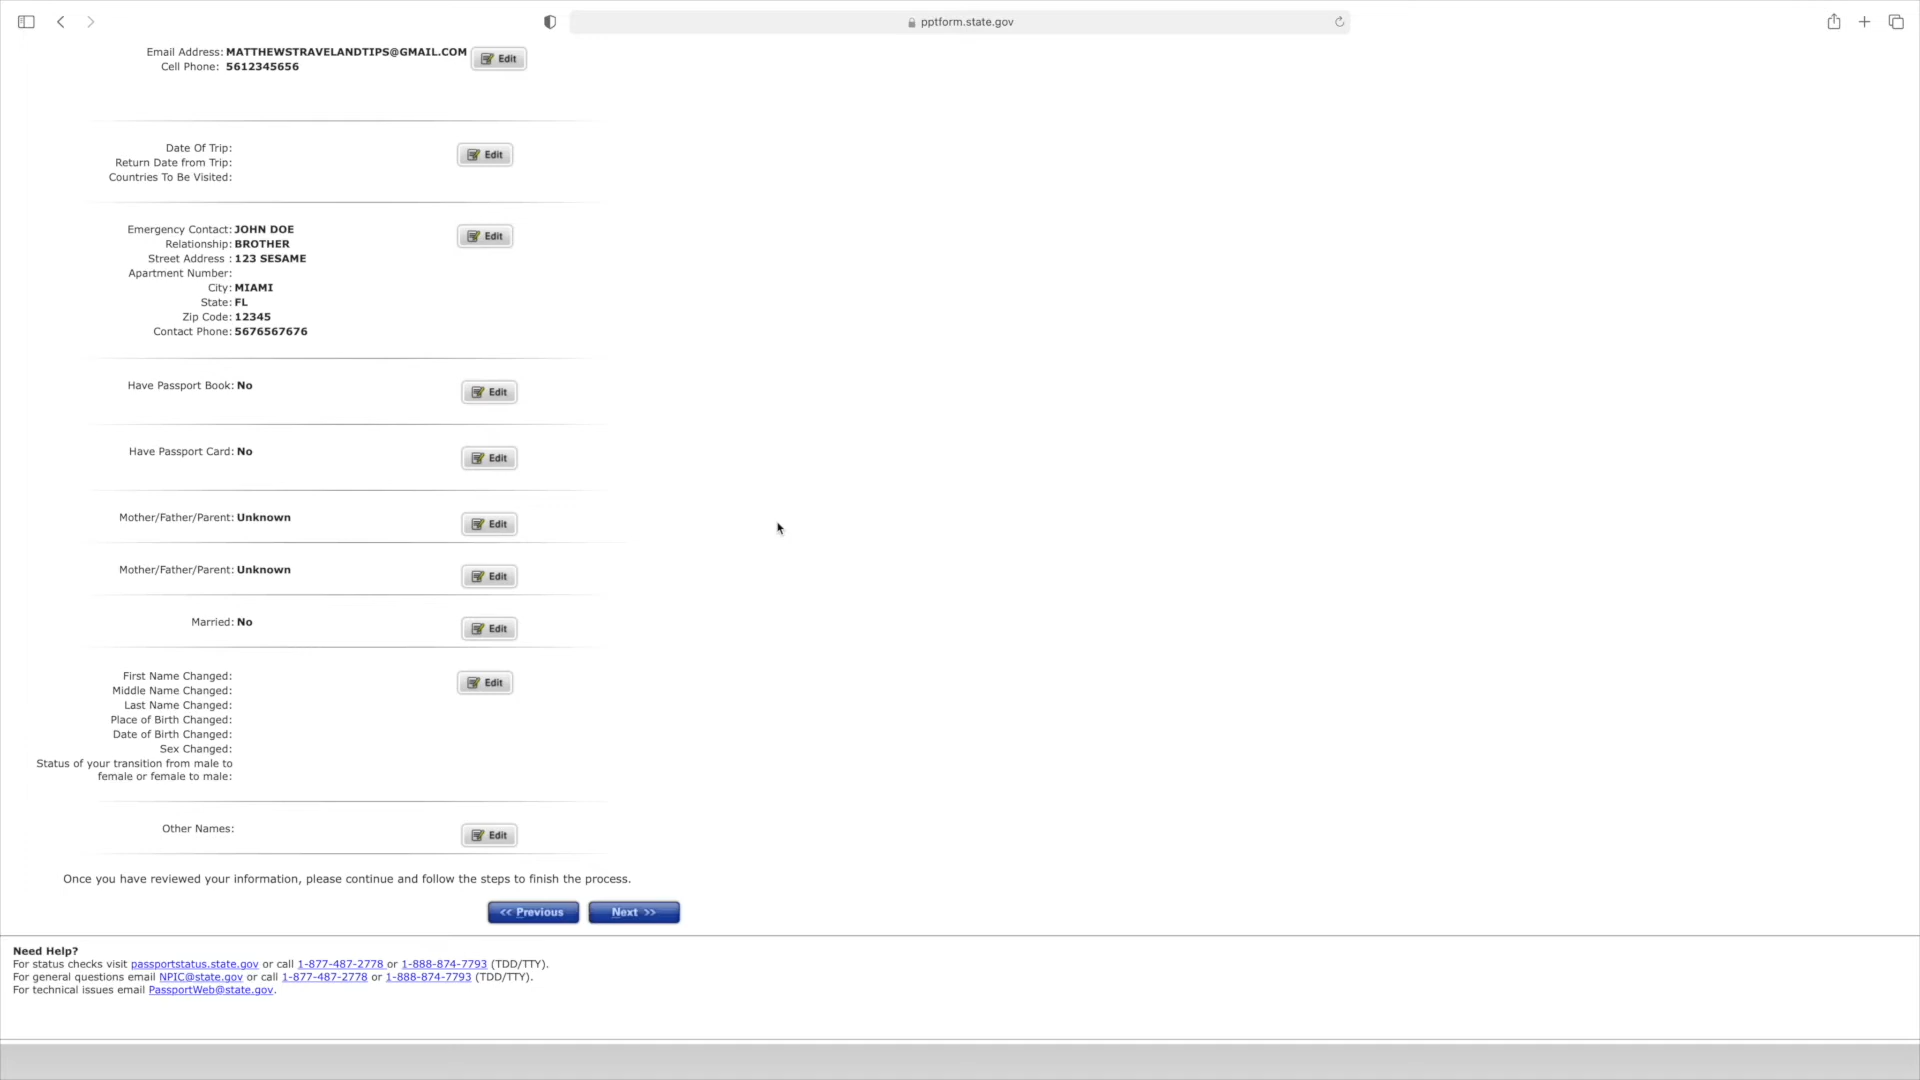 pptform.state.gov
Email Address: MATTHEWSTRAVELANDTIPS@GMAIL.COM Edit
Cell Phone: 5612345656
Date Of Trip: Edit
Return Date from Trip:
Countries To Be Visited:
Emergency Contact: JOHN DOE Edit
Relationship: BROTHER
Street Address : 123 SESAME
Apartment Number:
City: MIAMI
State: FL
Zip Code: 12345
Contact Phone: 5676567676
Have Passport Book: No Edit
Have Passport Card: No Edit
Mother/Father/Parent: Unknown Edit
Mother/Father/Parent: Unknown Edit
Married: No Edit
First Name Changed: Edit
Middle Name Changed:
Last Name Changed:
Place of Birth Changed:
Date of Birth Changed:
Sex Changed:
Status of your transition from male to
female or female to male:
Other Names: Edit
Once you have reviewed your information, please continue and follow the steps to finish the process.
<< Previous Next >>
Need Help?
For status checks visit passportstatus.state.gov or call 1-877-487-2778 or 1-888-874-7793 (TDD/TTY).
For general questions email NPIC@state.gov or call 1-877-487-2778 or 1-888-874-7793 (TDD/TTY).
For technical issues email PassportWeb@state.gov.